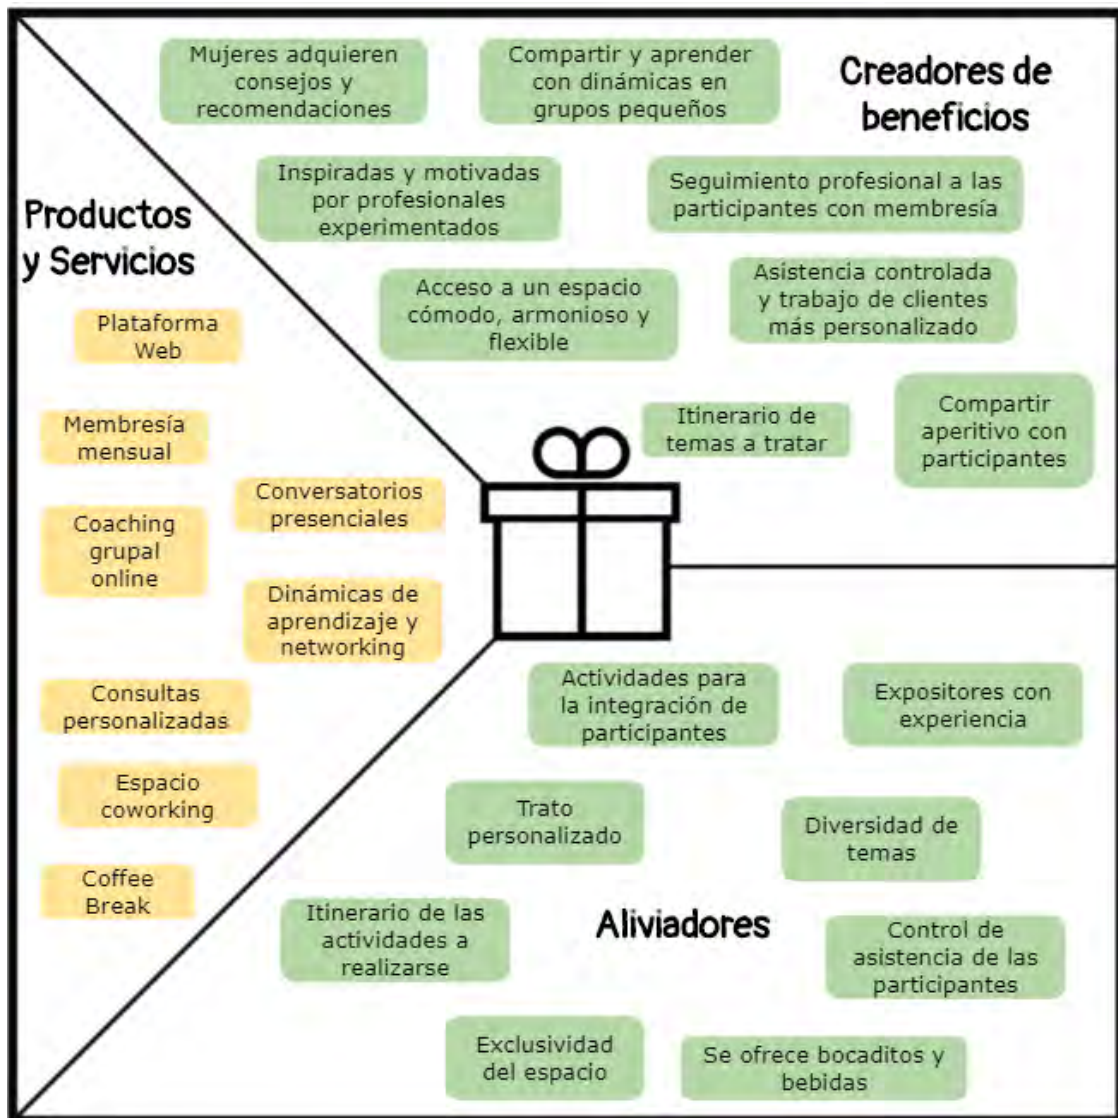 Mujeres adquieren
consejos y
recomendaciones
Compartir y aprender
con dinámicas en
grupos pequeños
Creadores de
beneficios
Inspiradas y motivadas
por profesionales
experimentados
Seguimiento profesional a las
participantes con membresía
Acceso a un espacio
cómodo, armonioso y
flexible
Asistencia controlada
y trabajo de clientes
más personalizado
Itinerario de
temas a tratar
Compartir
aperitivo con
participantes
Productos
y Servicios
Plataforma
Web
Membresía
mensual
Conversatorios
presenciales
Coaching
grupal
online
Dinámicas de
aprendizaje y
networking
Consultas
personalizadas
Espacio
coworking
Coffee
Break
Actividades para
la integración de
participantes
Expositores con
experiencia
Trato
personalizado
Diversidad de
temas
Itinerario de las
actividades a
realizarse
Aliviadores
Control de
asistencia de las
participantes
Exclusividad
del espacio
Se ofrece bocaditos y
bebidas